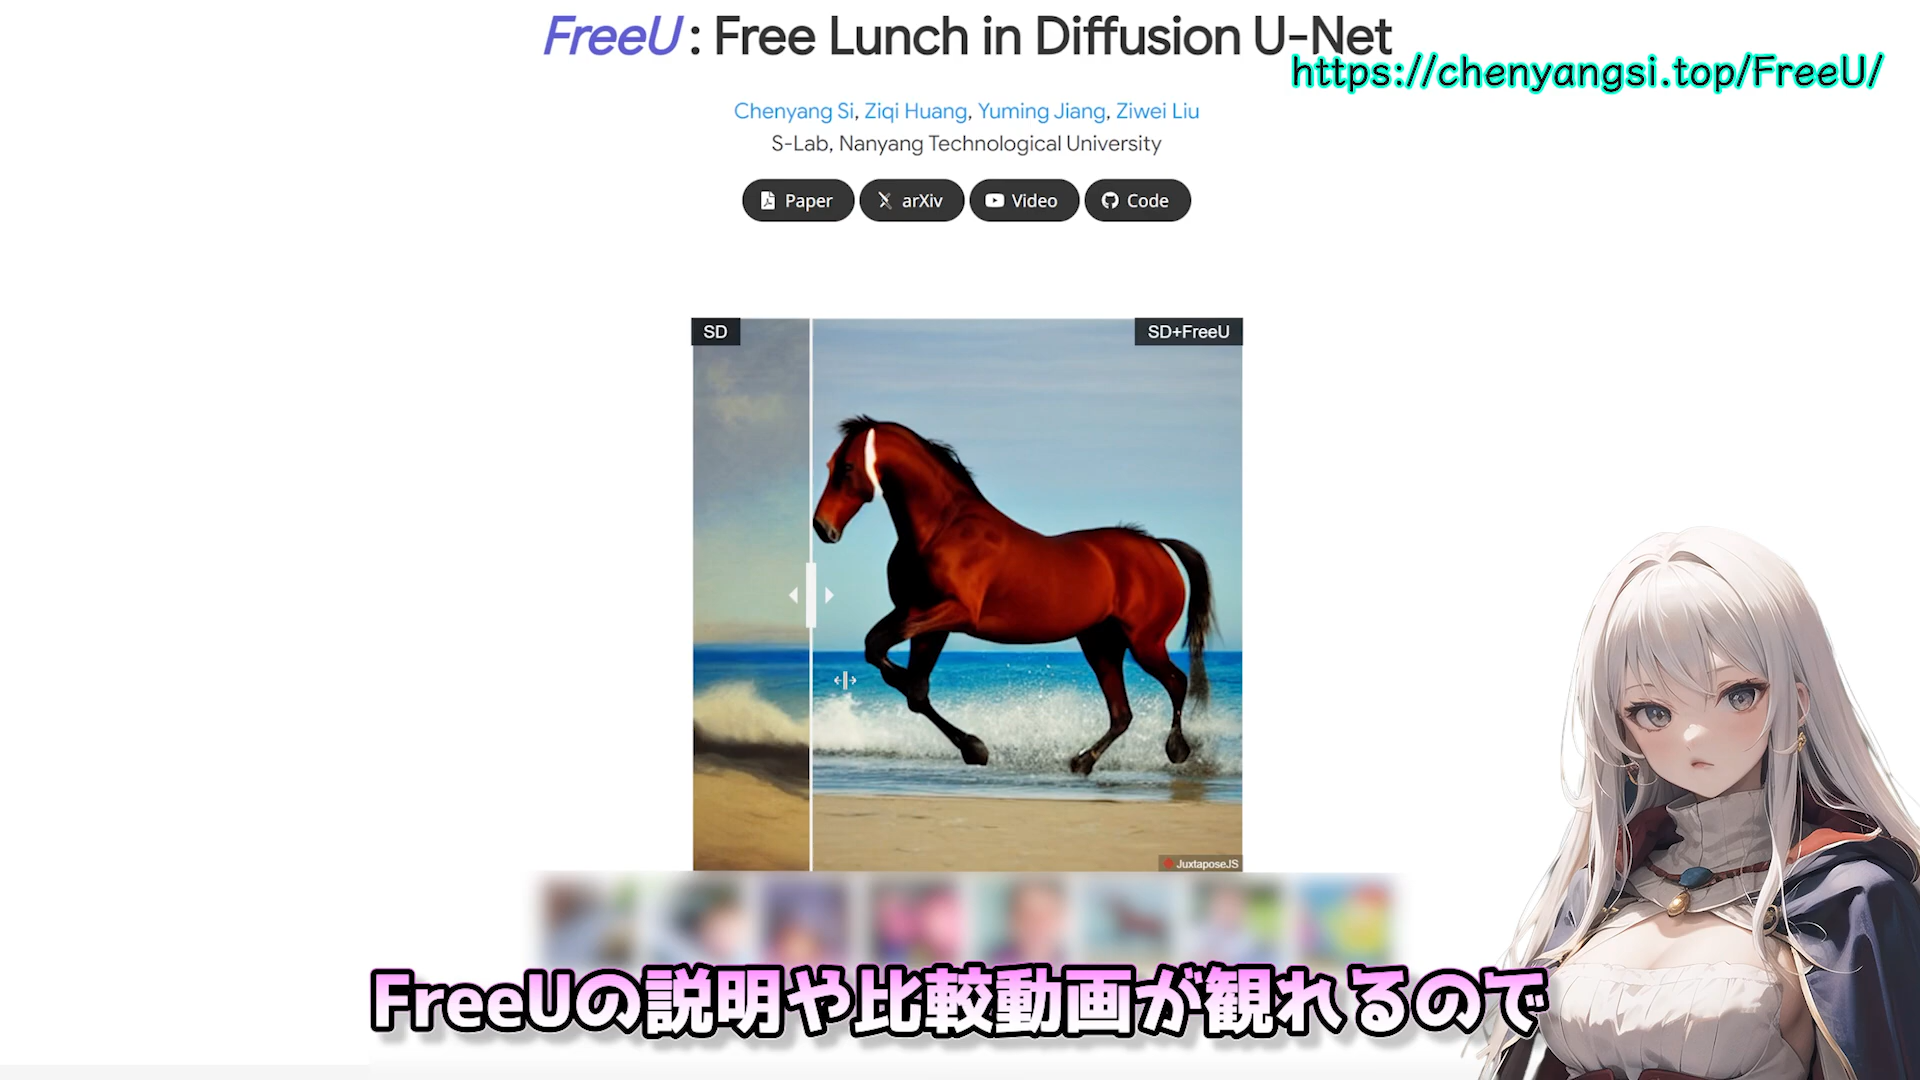 FreeU : Free Lunch in Diffusion U-Net
https://chenyangsi.top/FreeU/
Chenyang Si, Ziqi Huang, Yuming Jiang, Ziwei Liu
S-Lab, Nanyang Technological University
Paper arXiv Video Code
SD SD+FreeU
JuxtaposeJS
FreeUの説明や比較動画が観れるので